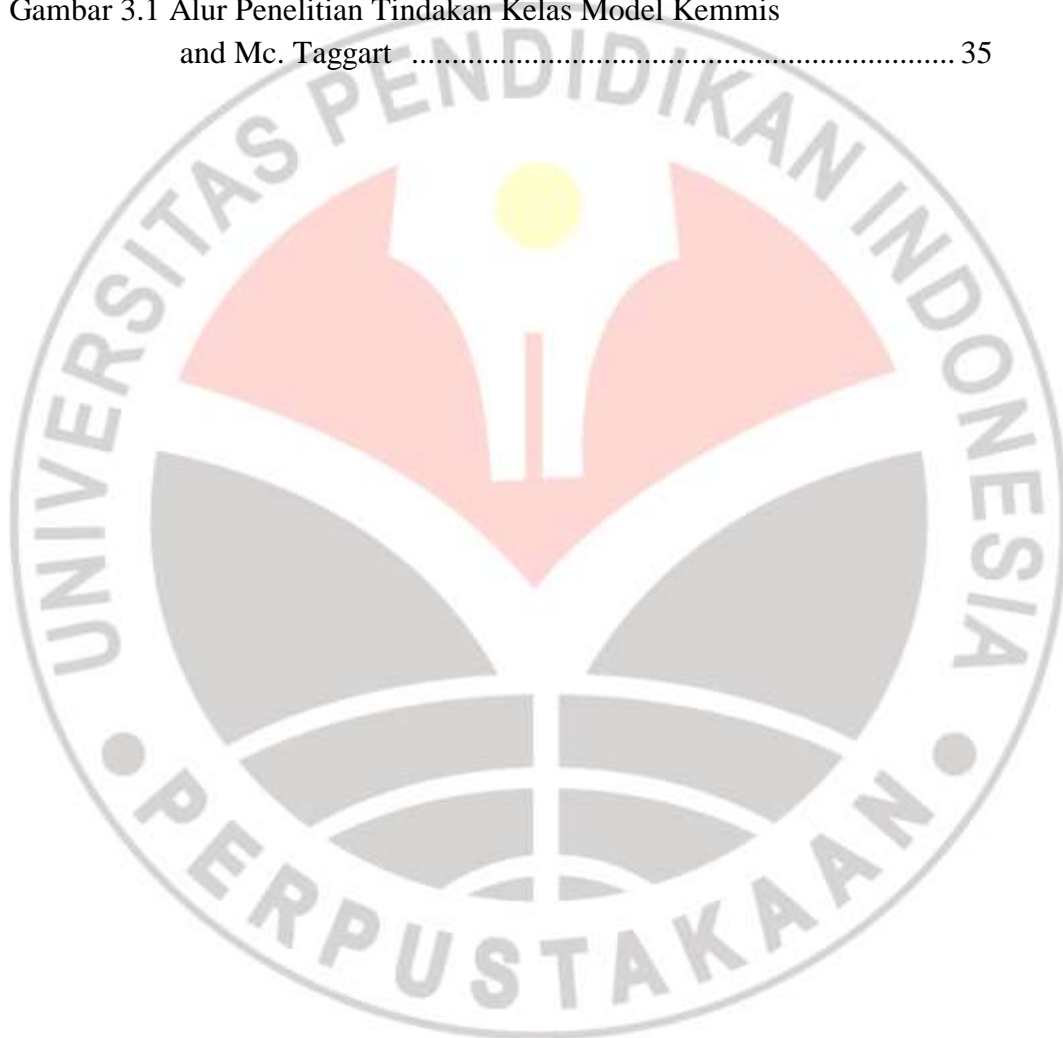 Gambar 3.1 Alur Penelitian Tindakan Kelas Model Kemmis
and Mc. Taggart .................................................................. 35
UNIVERSITAS PENDIDIKAN INDONESIA
PERPUSTAKAAN